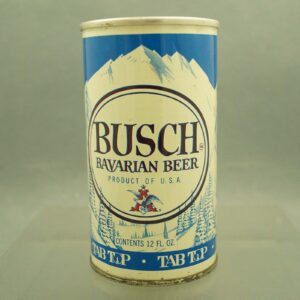 BUSCH®
BAVARIAN BEER
PRODUCT OF U.S.A.
CONTENTS 12 FL. OZ.
TAB TOP • TAB TOP •